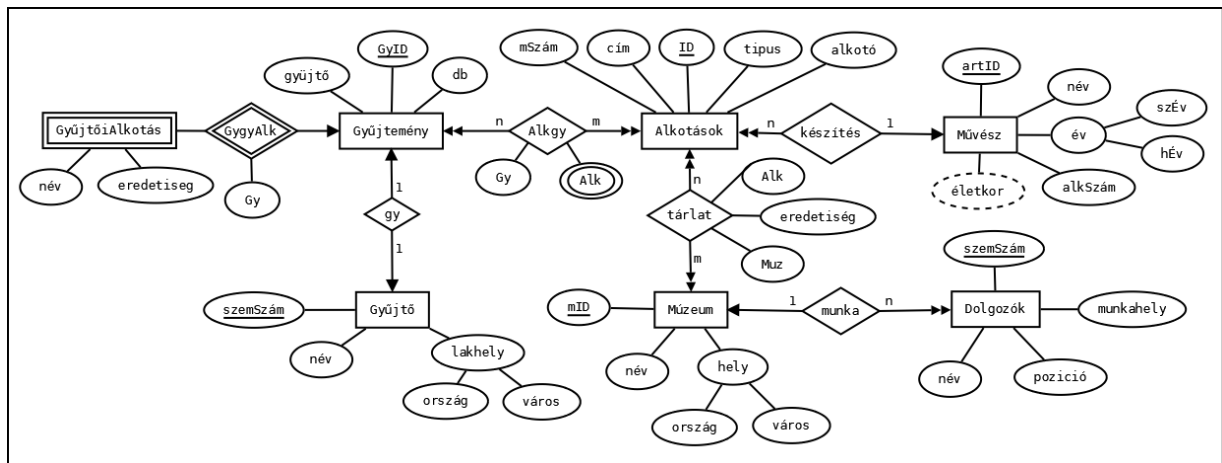 GyID
mSzám
cím
ID
tipus
alkotó
gyüjtő
db
artID
név
szÉv
GyűjtőiAlkotás
GygyAlk
Gyűjtemény
n
Alkgy
m
Alkotások
n
készítés
1
Művész
év
hÉv
név
eredetiseg
Gy
Gy
Alk
n
Alk
életkor
alkSzám
1
gy
1
tárlat
eredetiség
m
Muz
szemSzám
szemSzám
Gyűjtő
mID
Múzeum
1
munka
n
Dolgozók
munkahely
név
lakhely
név
hely
név
pozició
ország
város
ország
város